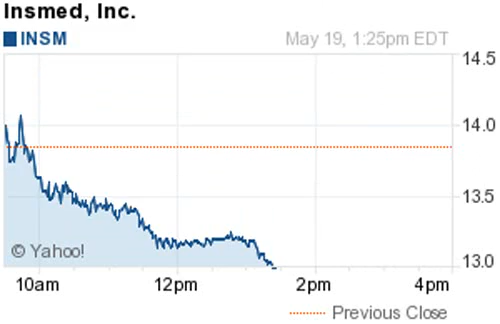 Insmed, Inc.
INSM May 19, 1:25pm EDT
14.5
14.0
13.5
13.0
© Yahoo!
10am 12pm 2pm 4pm
Previous Close